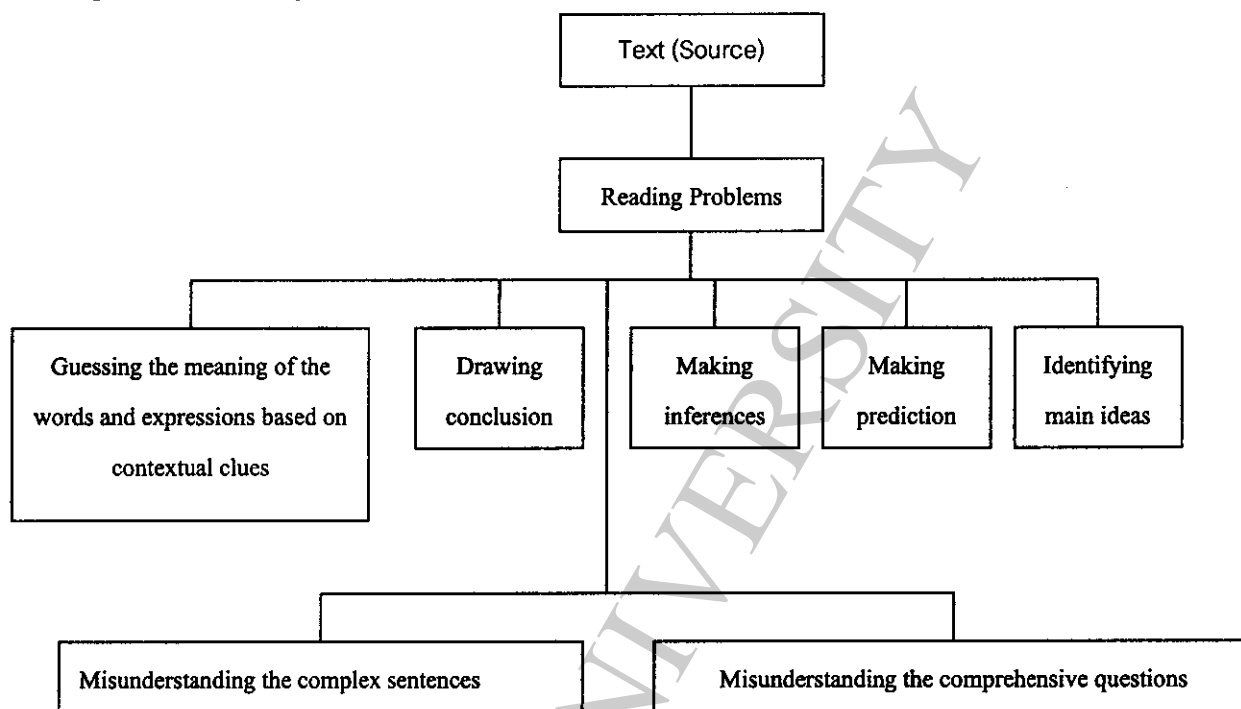 Text (Source)
Reading Problems
Guessing the meaning of the
words and expressions based on
contextual clues
Drawing
conclusion
Making
inferences
Making
prediction
Identifying
main ideas
Misunderstanding the complex sentences
Misunderstanding the comprehensive questions
NIVERSITY